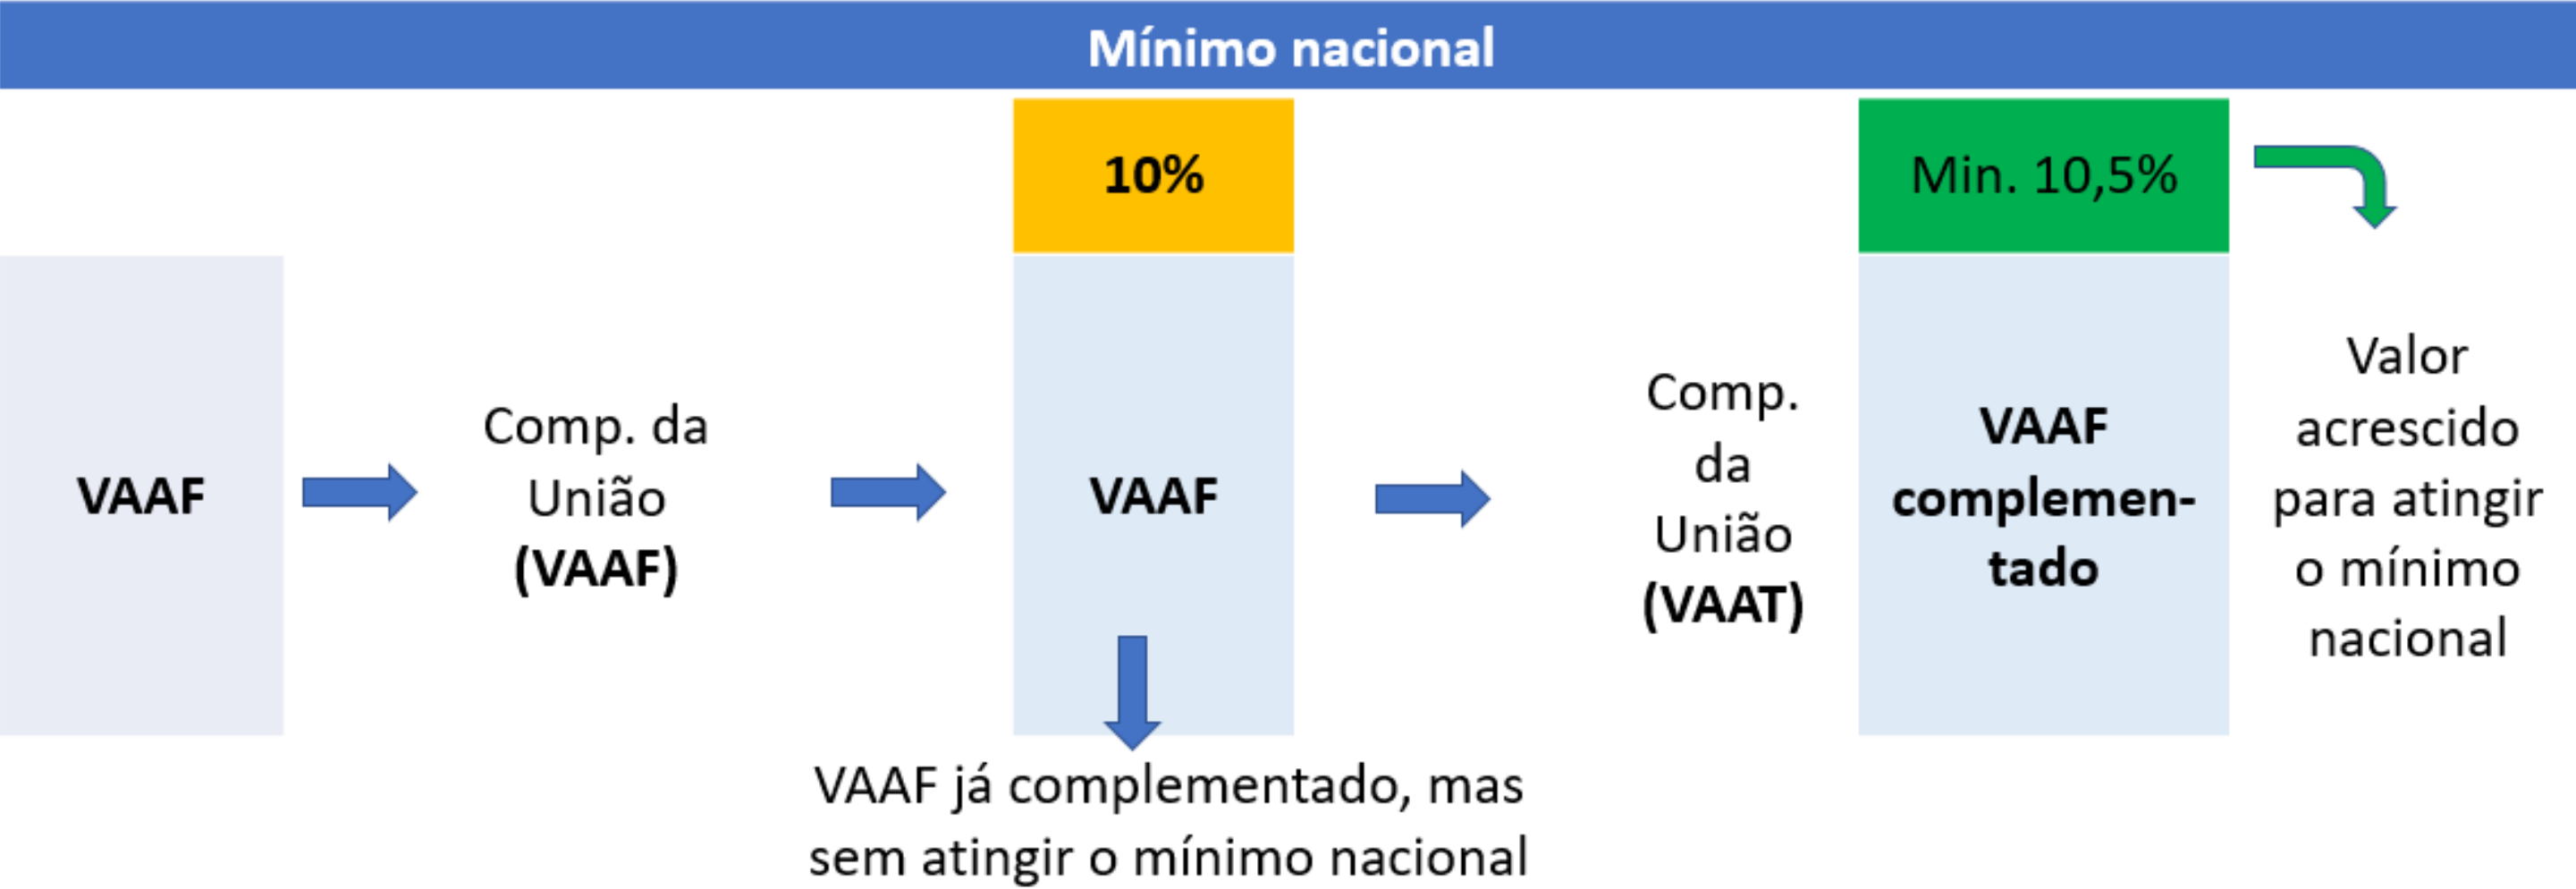 Mínimo nacional
10%
Min. 10,5%
VAAF
Comp. da
União
(VAAF)
VAAF
Comp.
da
União
(VAAT)
VAAF
complemen-
tado
Valor
acrescido
para atingir
o mínimo
nacional
VAAF já complementado, mas
sem atingir o mínimo nacional